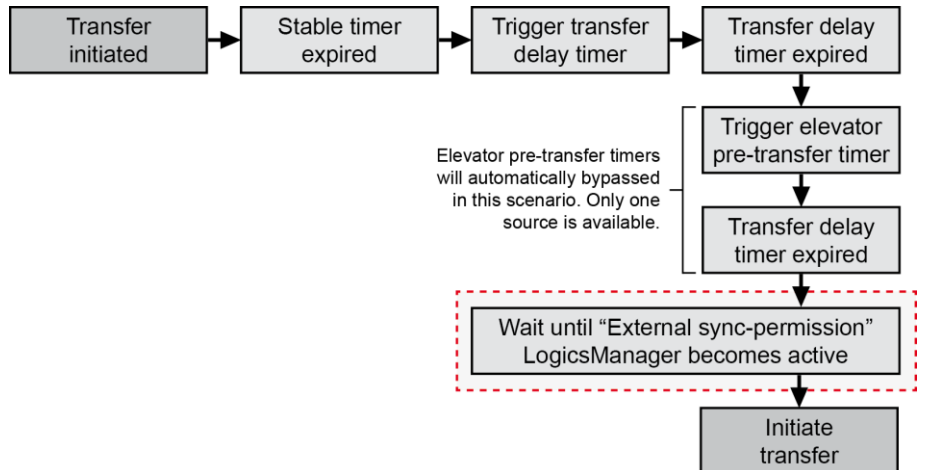 Transfer
initiated
Stable timer
expired
Trigger transfer
delay timer
Transfer delay
timer expired
Trigger elevator
pre-transfer timer
Elevator pre-transfer timers
will automatically bypassed
in this scenario. Only one
source is available.
Transfer delay
timer expired
Wait until “External sync-permission”
LogicsManager becomes active
Initiate
transfer